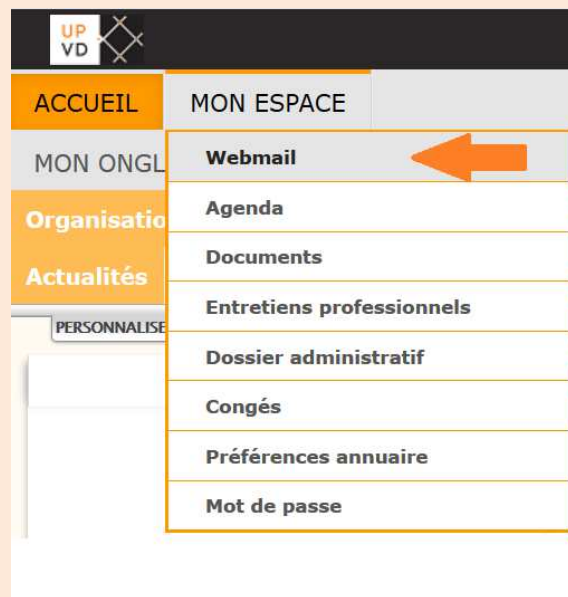 UP
VD
ACCUEIL MON ESPACE
MON ONGL
Webmail
Agenda
Organisatio
Documents
Actualités
Entretiens professionnels
PERSONNALISE
Dossier administratif
Congés
Préférences annuaire
Mot de passe